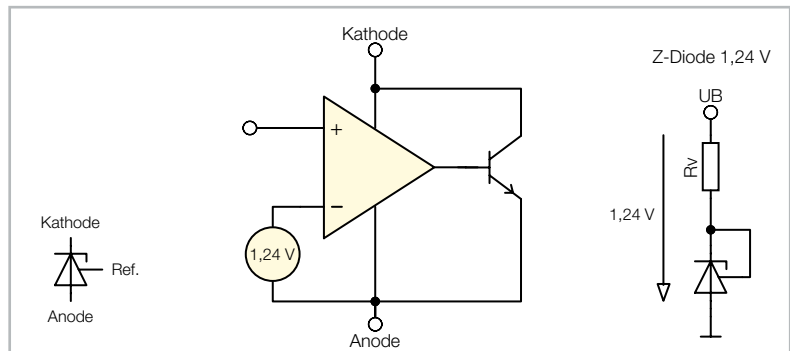 Kathode
Ref.
Anode
Kathode
+
−
1,24 V
Anode
Z-Diode 1,24 V
UB
Rv
1,24 V